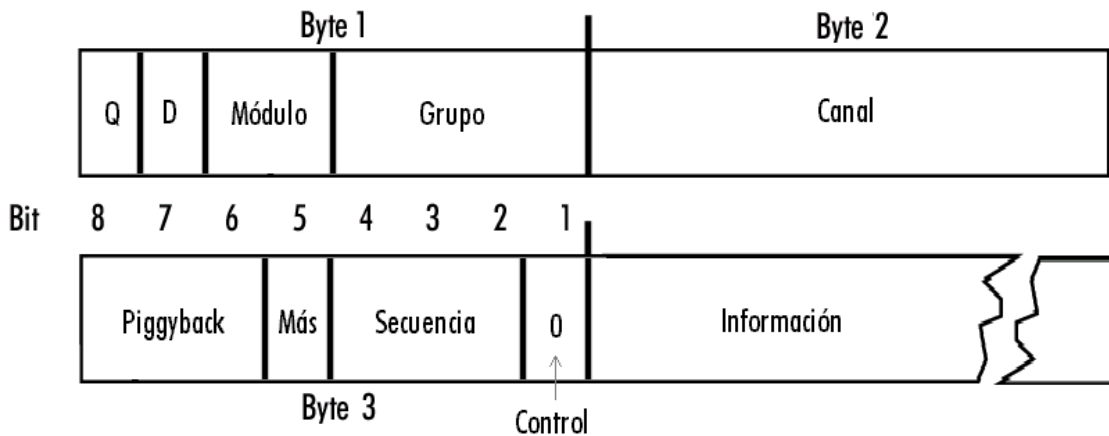 Byte 1 Byte 2
Q D Módulo Grupo Canal
Bit 8 7 6 5 4 3 2 1
Piggyback Más Secuencia 0 Información
Byte 3
Control